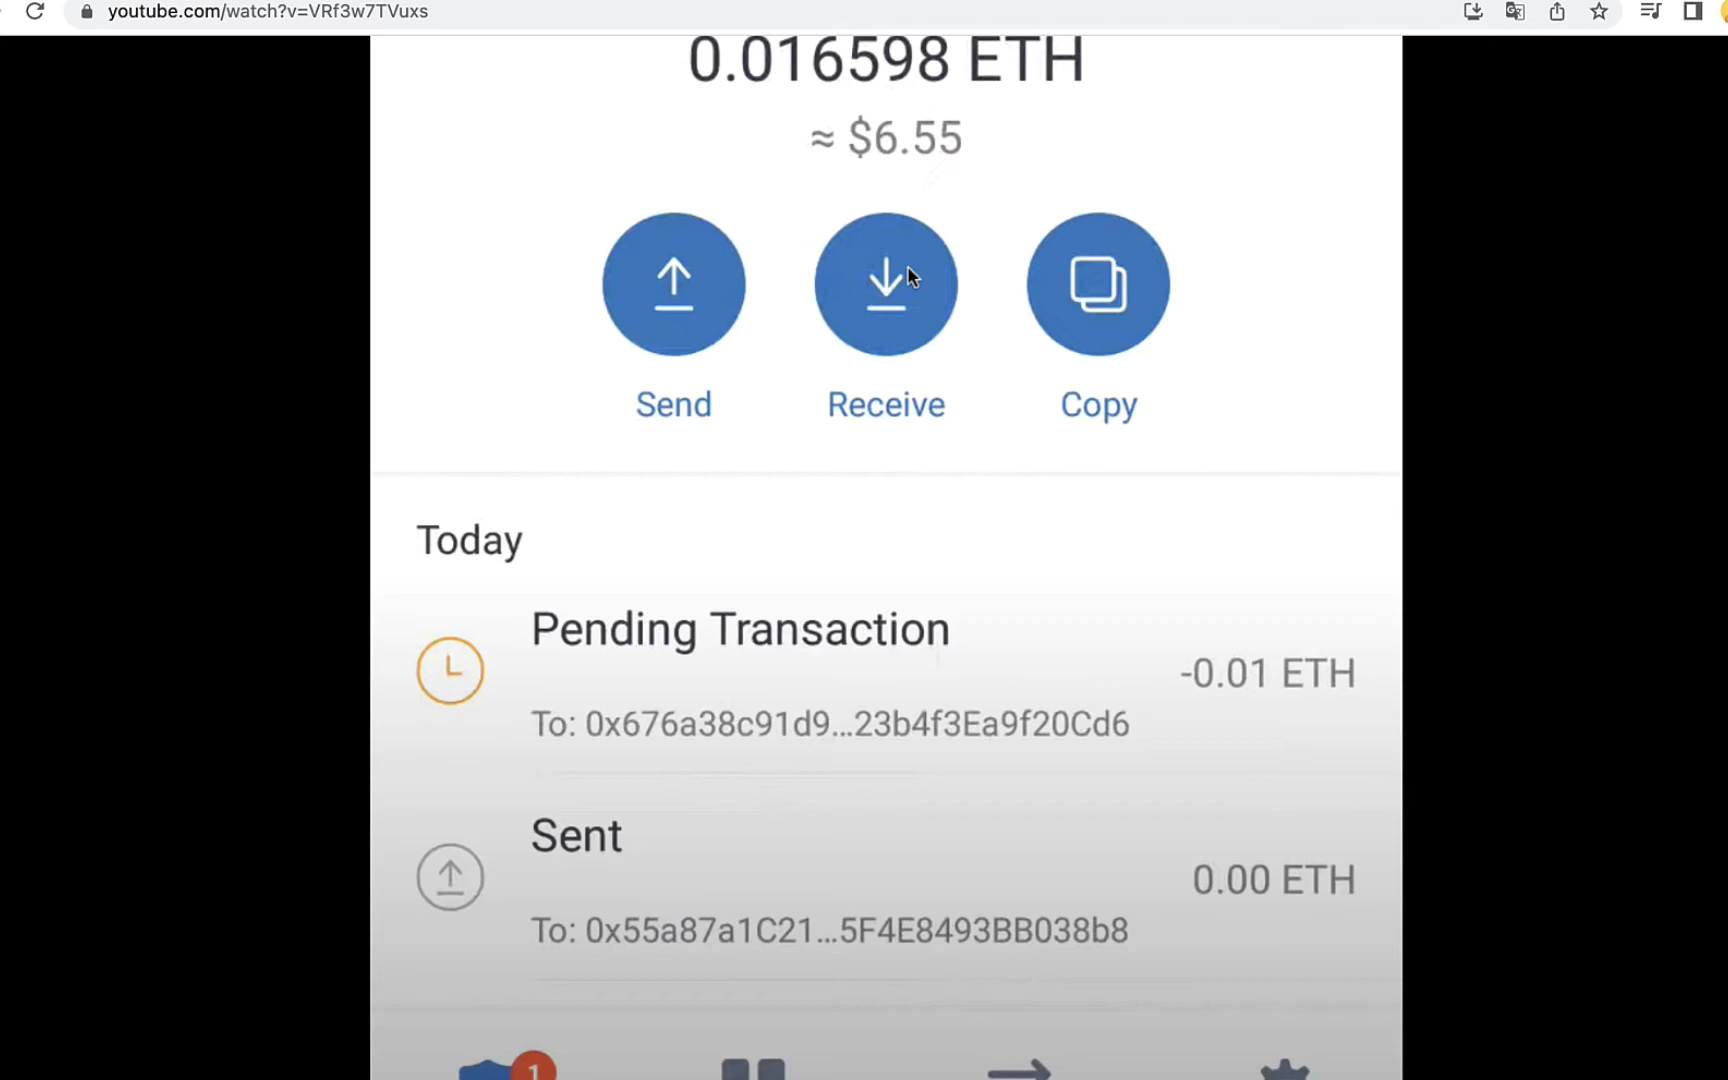 youtube.com/watch?v=VRf3w7TVuxs
0.016598 ETH
≈ $6.55
Send
Receive
Copy
Today
Pending Transaction
-0.01 ETH
To: 0x676a38c91d9...23b4f3Ea9f20Cd6
Sent
0.00 ETH
To: 0x55a87a1C21...5F4E8493BB038b8
1